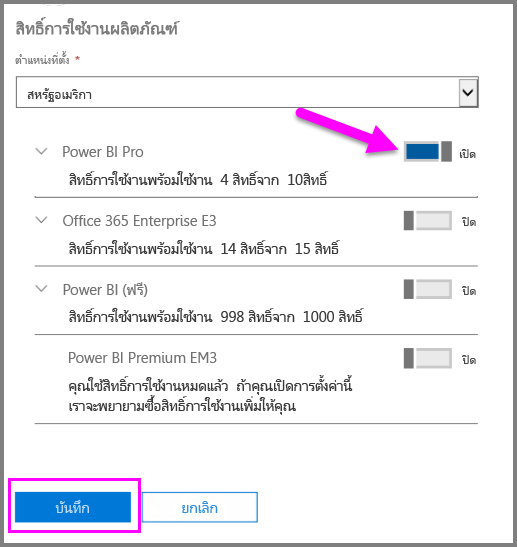 สิทธิ์การใช้งานผลิตภัณฑ์
ตำแหน่งที่ตั้ง *
สหรัฐอเมริกา
Power BI Pro เปิด
สิทธิ์การใช้งานพร้อมใช้งาน 4 สิทธิ์จาก 10สิทธิ์
Office 365 Enterprise E3 ปิด
สิทธิ์การใช้งานพร้อมใช้งาน 14 สิทธิ์จาก 15 สิทธิ์
Power BI (ฟรี) ปิด
สิทธิ์การใช้งานพร้อมใช้งาน 998 สิทธิ์จาก 1000 สิทธิ์
Power BI Premium EM3 ปิด
คุณใช้สิทธิ์การใช้งานหมดแล้ว ถ้าคุณเปิดการตั้งค่านี้
เราจะพยายามซื้อสิทธิ์การใช้งานเพิ่มให้คุณ
บันทึก ยกเลิก